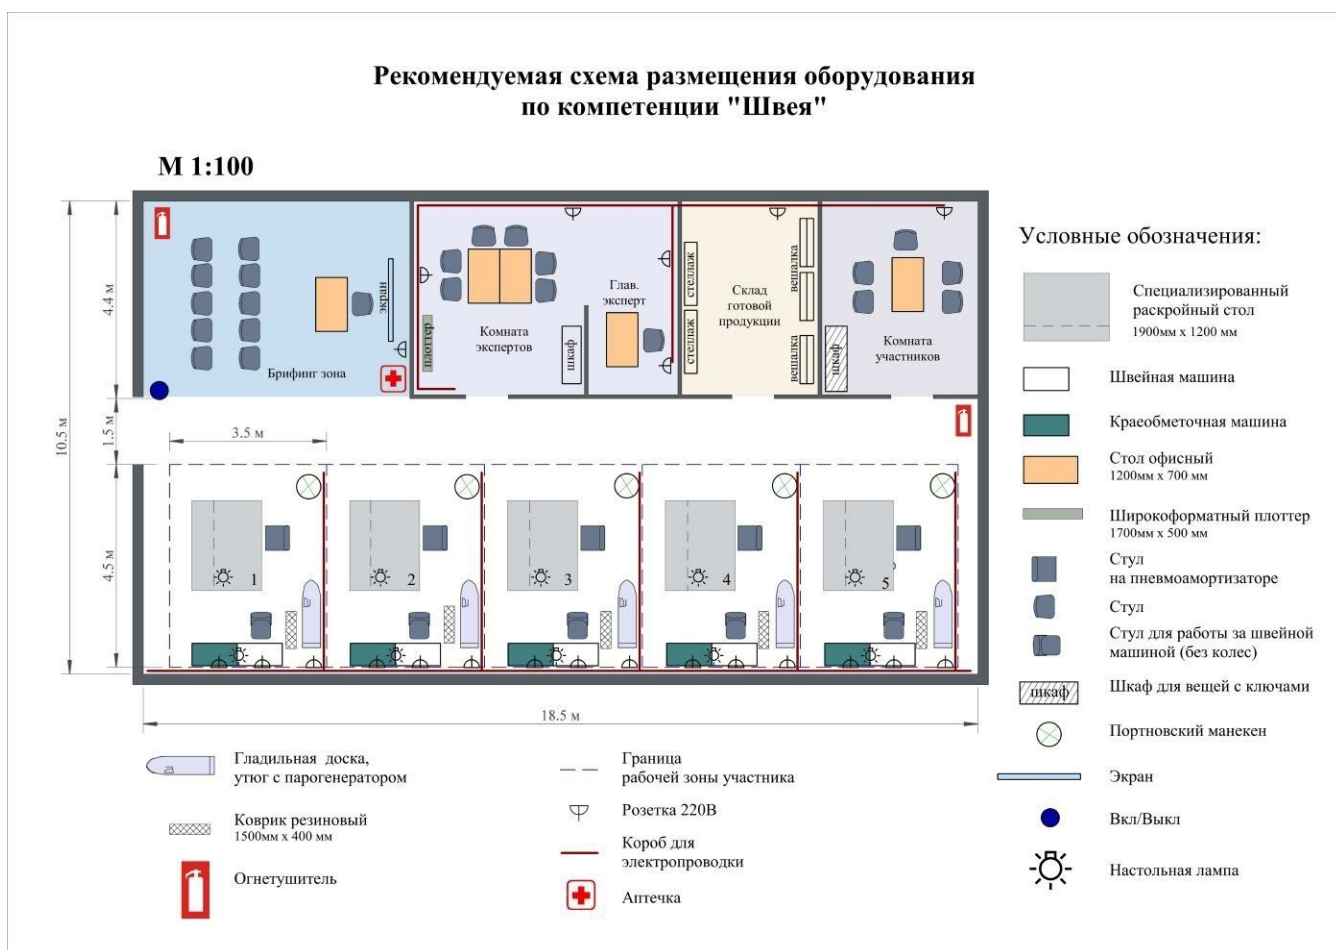 Рекомендуемая схема размещения оборудования
по компетенции "Швея"
М 1:100
10.5 м
4.4 м
1.5 м
4.5 м
3.5 м
18.5 м
экран
Брифинг зона
плоттер
Комната
экспертов
шкаф
Глав.
эксперт
стеллаж
стеллаж
Склад
готовой
продукции
вешалка
вешалка
шкаф
Комната
участников
1
2
3
4
5
Условные обозначения:
Специализированный
раскройный стол
1900мм х 1200 мм
Швейная машина
Краеобметочная машина
Стол офисный
1200мм х 700 мм
Широкоформатный плоттер
1700мм х 500 мм
Стул
на пневмоамортизаторе
Стул
Стул для работы за швейной
машиной (без колес)
шкаф
Шкаф для вещей с ключами
Портновский манекен
Экран
Вкл/Выкл
Настольная лампа
Гладильная доска,
утюг с парогенератором
Коврик резиновый
1500мм х 400 мм
Огнетушитель
Граница
рабочей зоны участника
Розетка 220В
Короб для
электропроводки
Аптечка